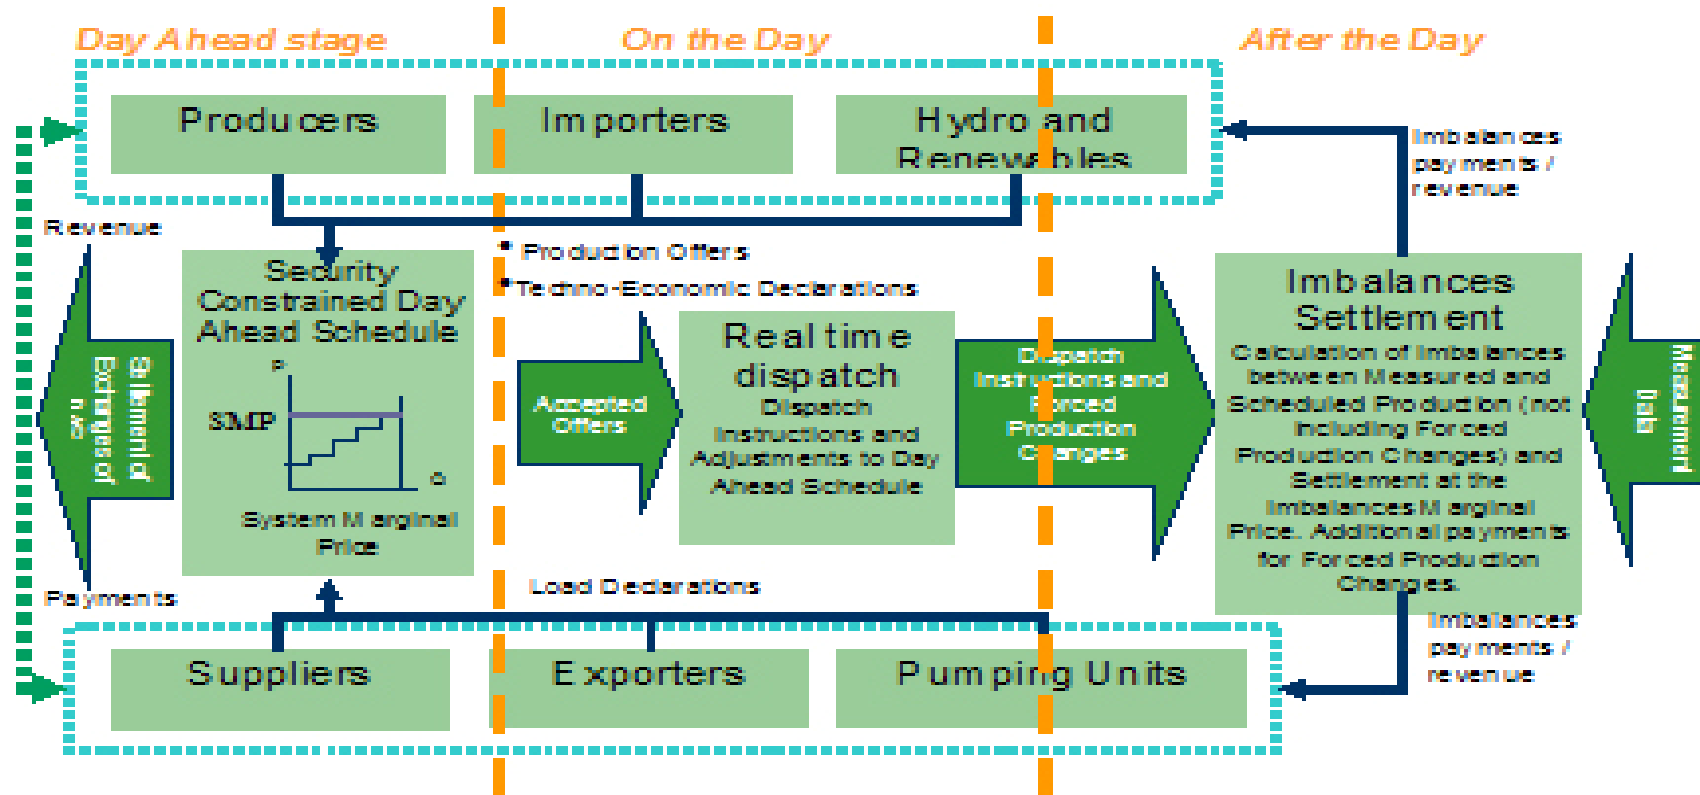 Day Ahead stage
On the Day
After the Day
Producers
Importers
Hydro and
Renewables
Imbalances
payments /
revenue
Revenue
* Production Offers
*Techno-Economic Declarations
Security
Constrained Day
Ahead Schedule
P
SMP
Q
System Marginal
Price
Settlement of
Exchanges of
Accepted
Offers
Real time
dispatch
Dispatch
Instructions and
Adjustments to Day
Ahead Schedule
Dispatch
Instructions and
Forced
Production
Changes
Imbalances
Settlement
Calculation of Imbalances
between Measured and
Scheduled Production (not
including Forced
Production Changes) and
Settlement at the
Imbalances Marginal
Price. Additional payments
for Forced Production
Changes.
Measurement
Data
Payments
Load Declarations
Imbalances
payments /
revenue
Suppliers
Exporters
Pumping Units